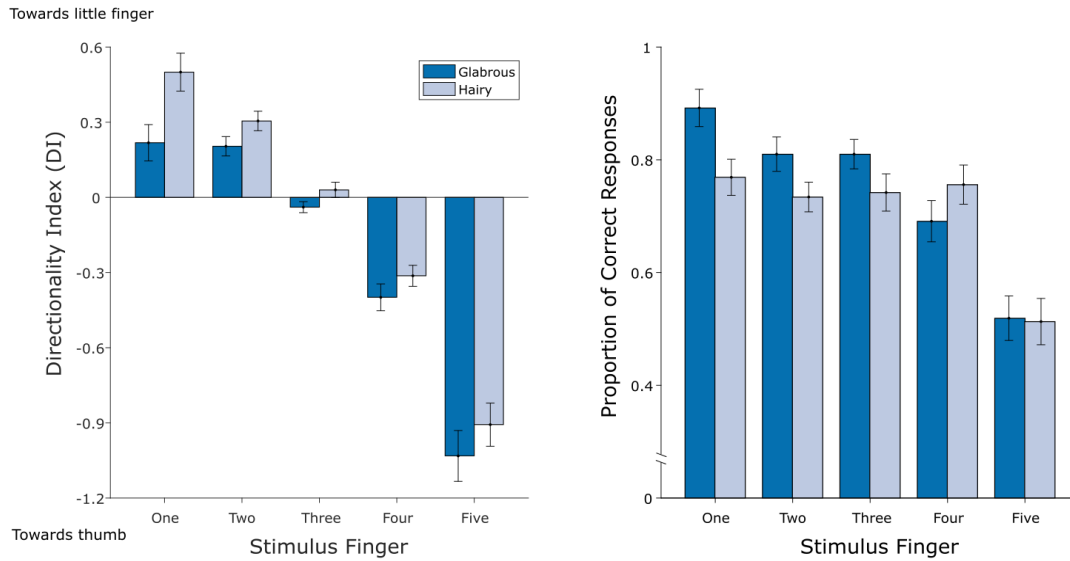 Towards little finger
Directionality Index (DI)
0.6
0.3
0
-0.3
-0.6
-0.9
-1.2
Glabrous
Hairy
One Two Three Four Five
Stimulus Finger
Towards thumb
Proportion of Correct Responses
1
0.8
0.6
0.4
0
One Two Three Four Five
Stimulus Finger